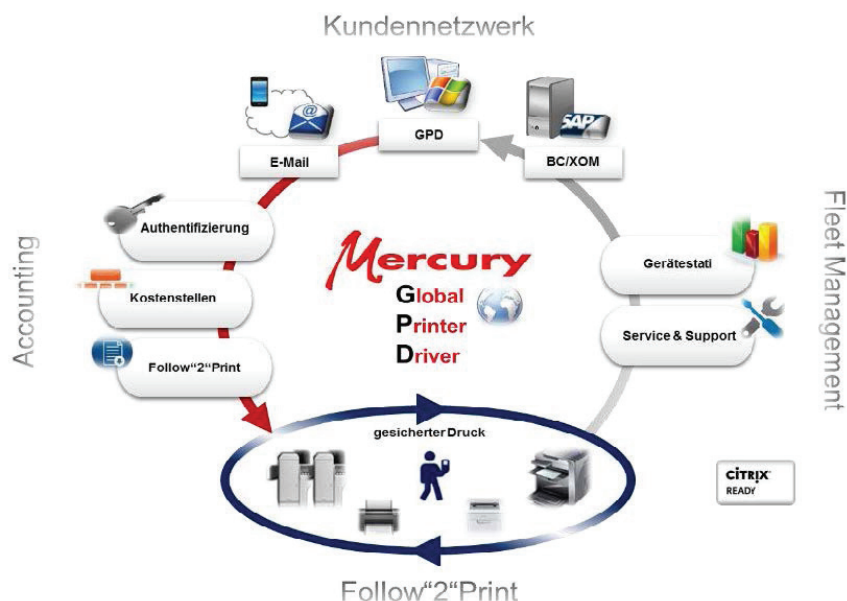 Kundennetzwerk
GPD
E-Mail
BC/XOM
SAP
Accounting
Authentifizierung
Kostenstellen
Follow“2“Print
Mercury
Global
Printer
Driver
Fleet Management
Gerätestati
Service & Support
gesicherter Druck
CITRIX
READY
Follow“2“Print